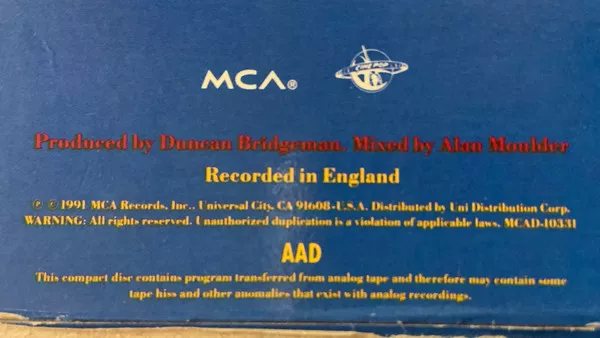 MCA®
CINE POP
Produced by Duncan Bridgeman. Mixed by Alan Moulder
Recorded in England
℗ © 1991 MCA Records, Inc., Universal City, CA 91608-U.S.A. Distributed by Uni Distribution Corp.
WARNING: All rights reserved. Unauthorized duplication is a violation of applicable laws. MCAD-10331
AAD
This compact disc contains program transferred from analog tape and therefore may contain some
tape hiss and other anomalies that exist with analog recordings.